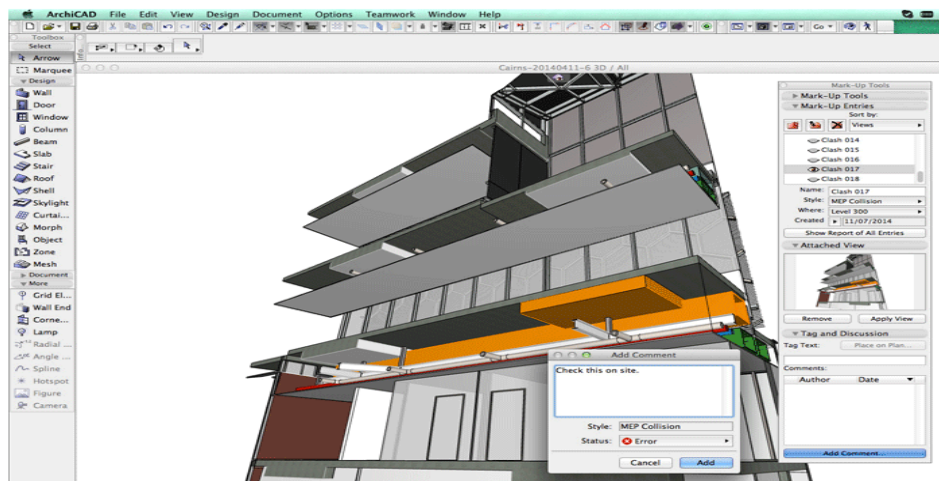 ArchiCAD File Edit View Design Document Options Teamwork Window Help
Toolbox
Select
Arrow
Marquee
Design
Wall
Door
Window
Column
Beam
Slab
Stair
Roof
Shell
Skylight
Curtai...
Morph
Object
Zone
Mesh
Document
More
Grid El...
Wall End
Corne...
Lamp
Radial ...
Angle ...
Spline
Hotspot
Figure
Camera
Info
Go
Cairns-20140411-6 3D / All
Mark-Up Tools
Mark-Up Tools
Mark-Up Entries
Sort by:
Views
Clash 014
Clash 015
Clash 016
Clash 017
Clash 018
Name: Clash 017
Style: MEP Collision
Where: Level 300
Created 11/07/2014
Show Report of All Entries
Attached View
Remove Apply View
Tag and Discussion
Tag Text: Place on Plan...
Comments:
Author Date
Add Comment...
Add Comment
Check this on site.
Style: MEP Collision
Status: Error
Cancel Add